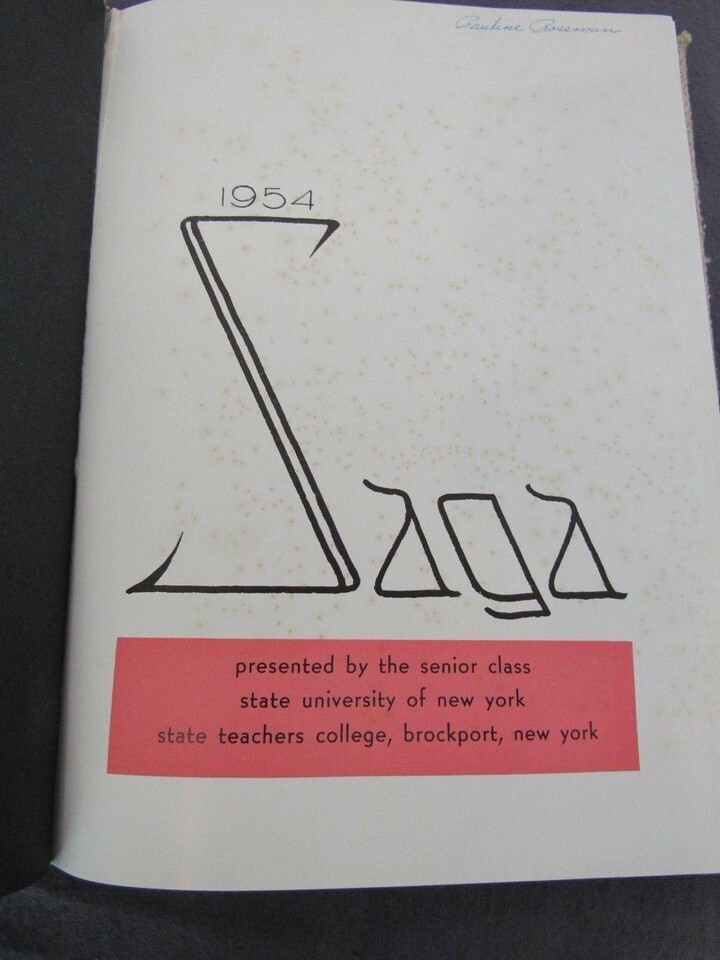 Pauline Rossman
1954
Saga
presented by the senior class
state university of new york
state teachers college, brockport, new york